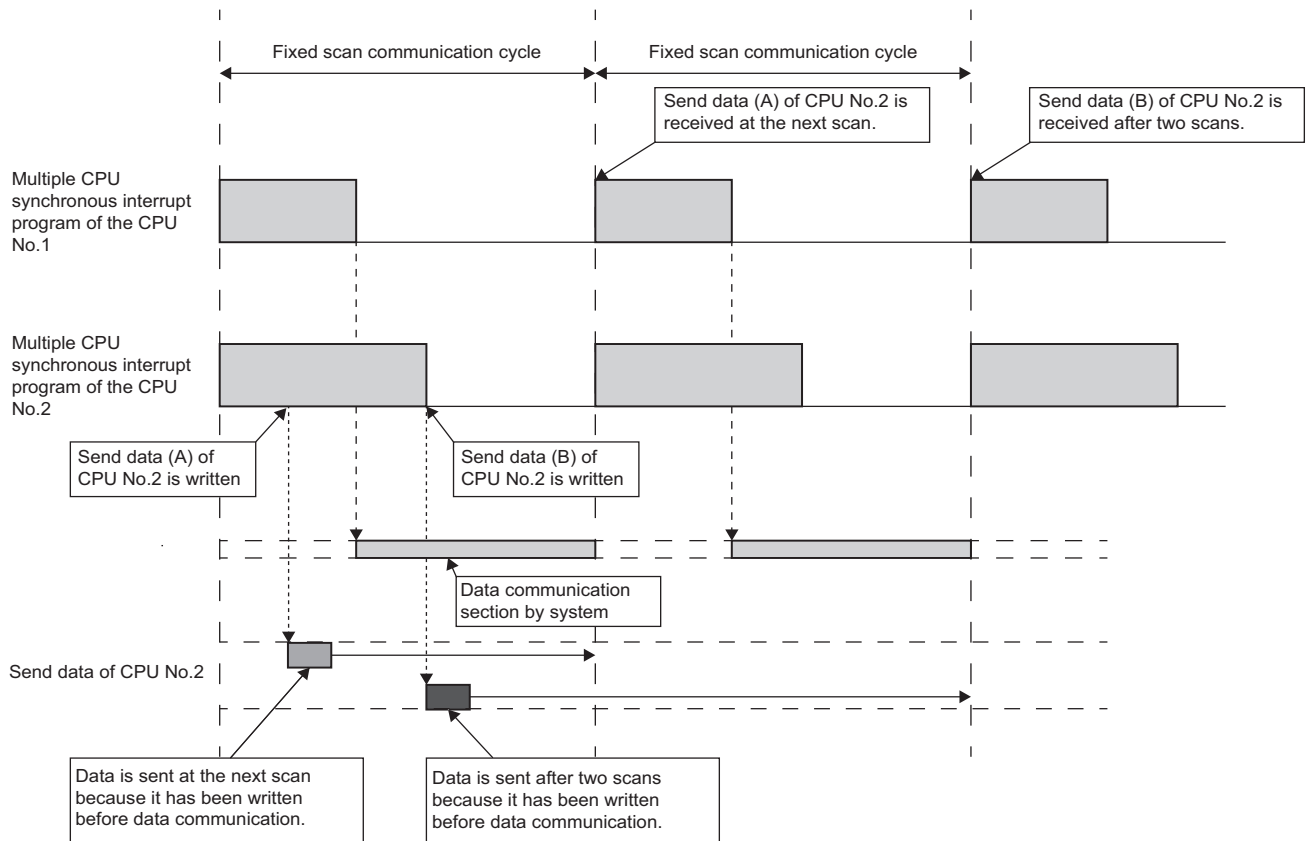 Fixed scan communication cycle
Fixed scan communication cycle
Send data (A) of CPU No.2 is
received at the next scan.
Send data (B) of CPU No.2 is
received after two scans.
Multiple CPU
synchronous interrupt
program of the CPU
No.1
Multiple CPU
synchronous interrupt
program of the CPU
No.2
Send data (A) of
CPU No.2 is written
Send data (B) of
CPU No.2 is written
Data communication
section by system
Send data of CPU No.2
Data is sent at the next scan
because it has been written
before data communication.
Data is sent after two scans
because it has been written
before data communication.